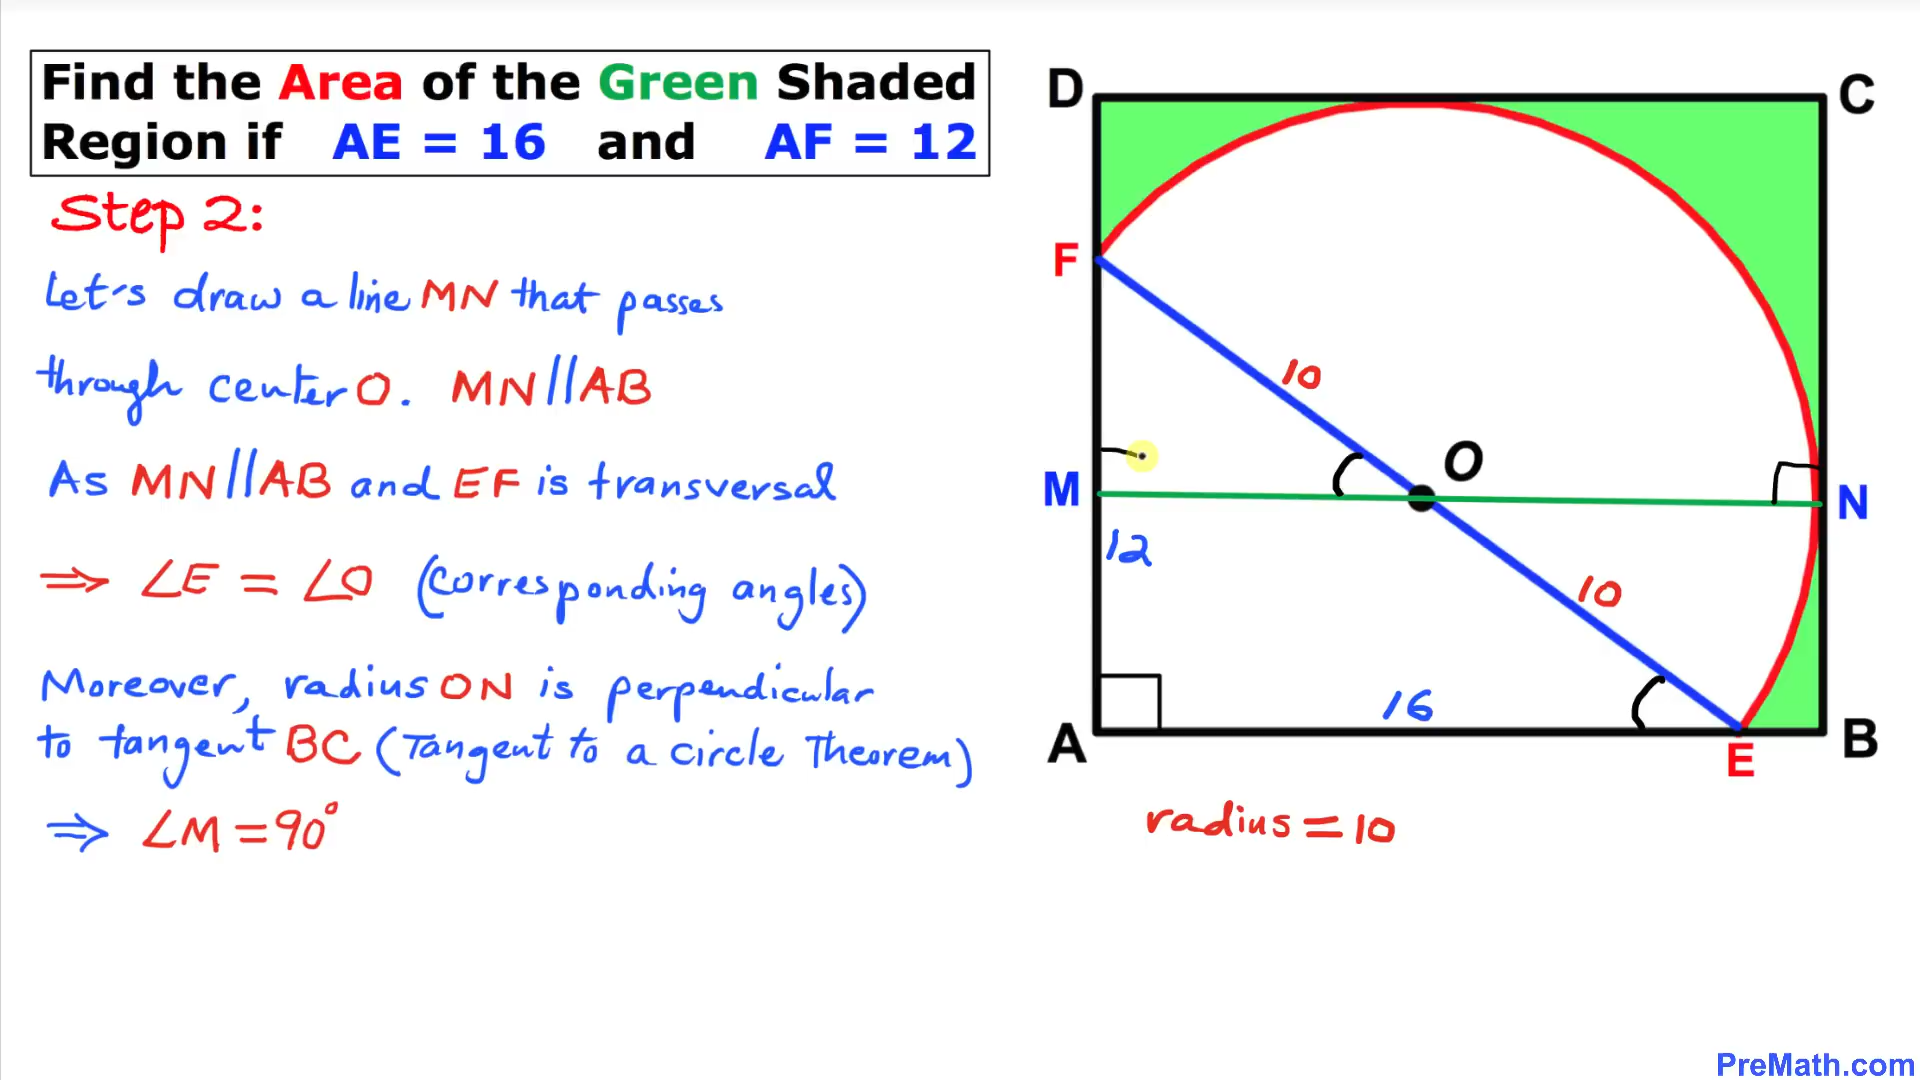 Find the Area of the Green Shaded
Region if AE = 16 and AF = 12
Step 2:
Let's draw a line MN that passes
through center O. MN//AB
As MN//AB and EF is transversal
⇒ ∠E = ∠O (corresponding angles)
Moreover, radius ON is perpendicular
to tangent BC (Tangent to a circle Theorem)
⇒ ∠M = 90°
D
C
F
10
O
M
N
12
10
16
A
B
E
radius = 10
PreMath.com